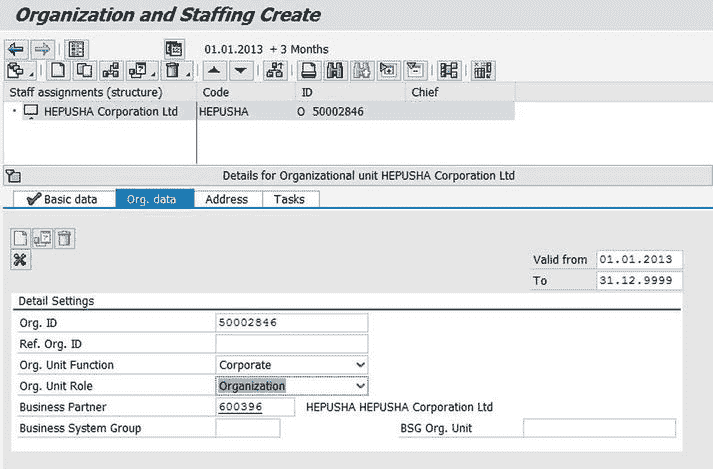 Organization and Staffing Create
01.01.2013 + 3 Months
Staff assignments (structure) Code ID Chief
HEPUSHA Corporation Ltd HEPUSHA O 50002846
Details for Organizational unit HEPUSHA Corporation Ltd
Basic data Org. data Address Tasks
Valid from 01.01.2013
To 31.12.9999
Detail Settings
Org. ID 50002846
Ref. Org. ID
Org. Unit Function Corporate
Org. Unit Role Organization
Business Partner 600396 HEPUSHA HEPUSHA Corporation Ltd
Business System Group BSG Org. Unit